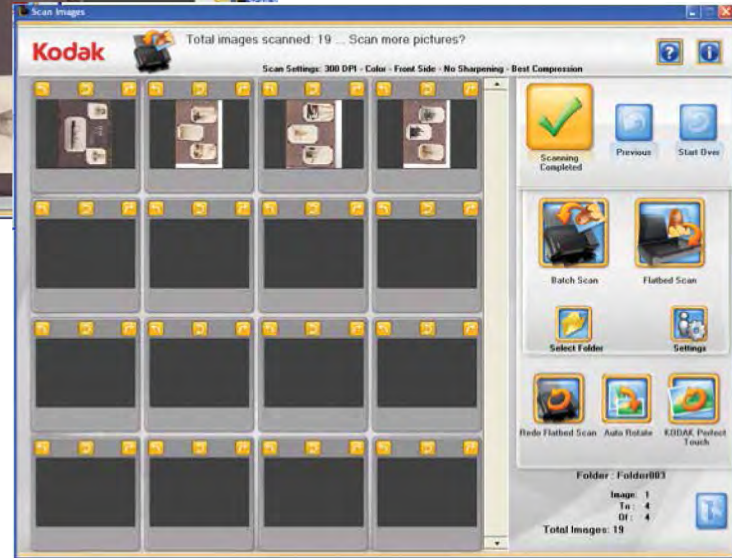 Scan Images
Kodak
Total images scanned: 19 ... Scan more pictures?
Scan Settings: 300 DPI - Color - Front Side - No Sharpening - Best Compression
Scanning Completed
Previous
Start Over
Batch Scan
Flatbed Scan
Select Folder
Settings
Redo Flatbed Scan
Auto Rotate
KODAK Perfect Touch
Folder : Folder003
Image: 1
To : 4
Of : 4
Total Images: 19